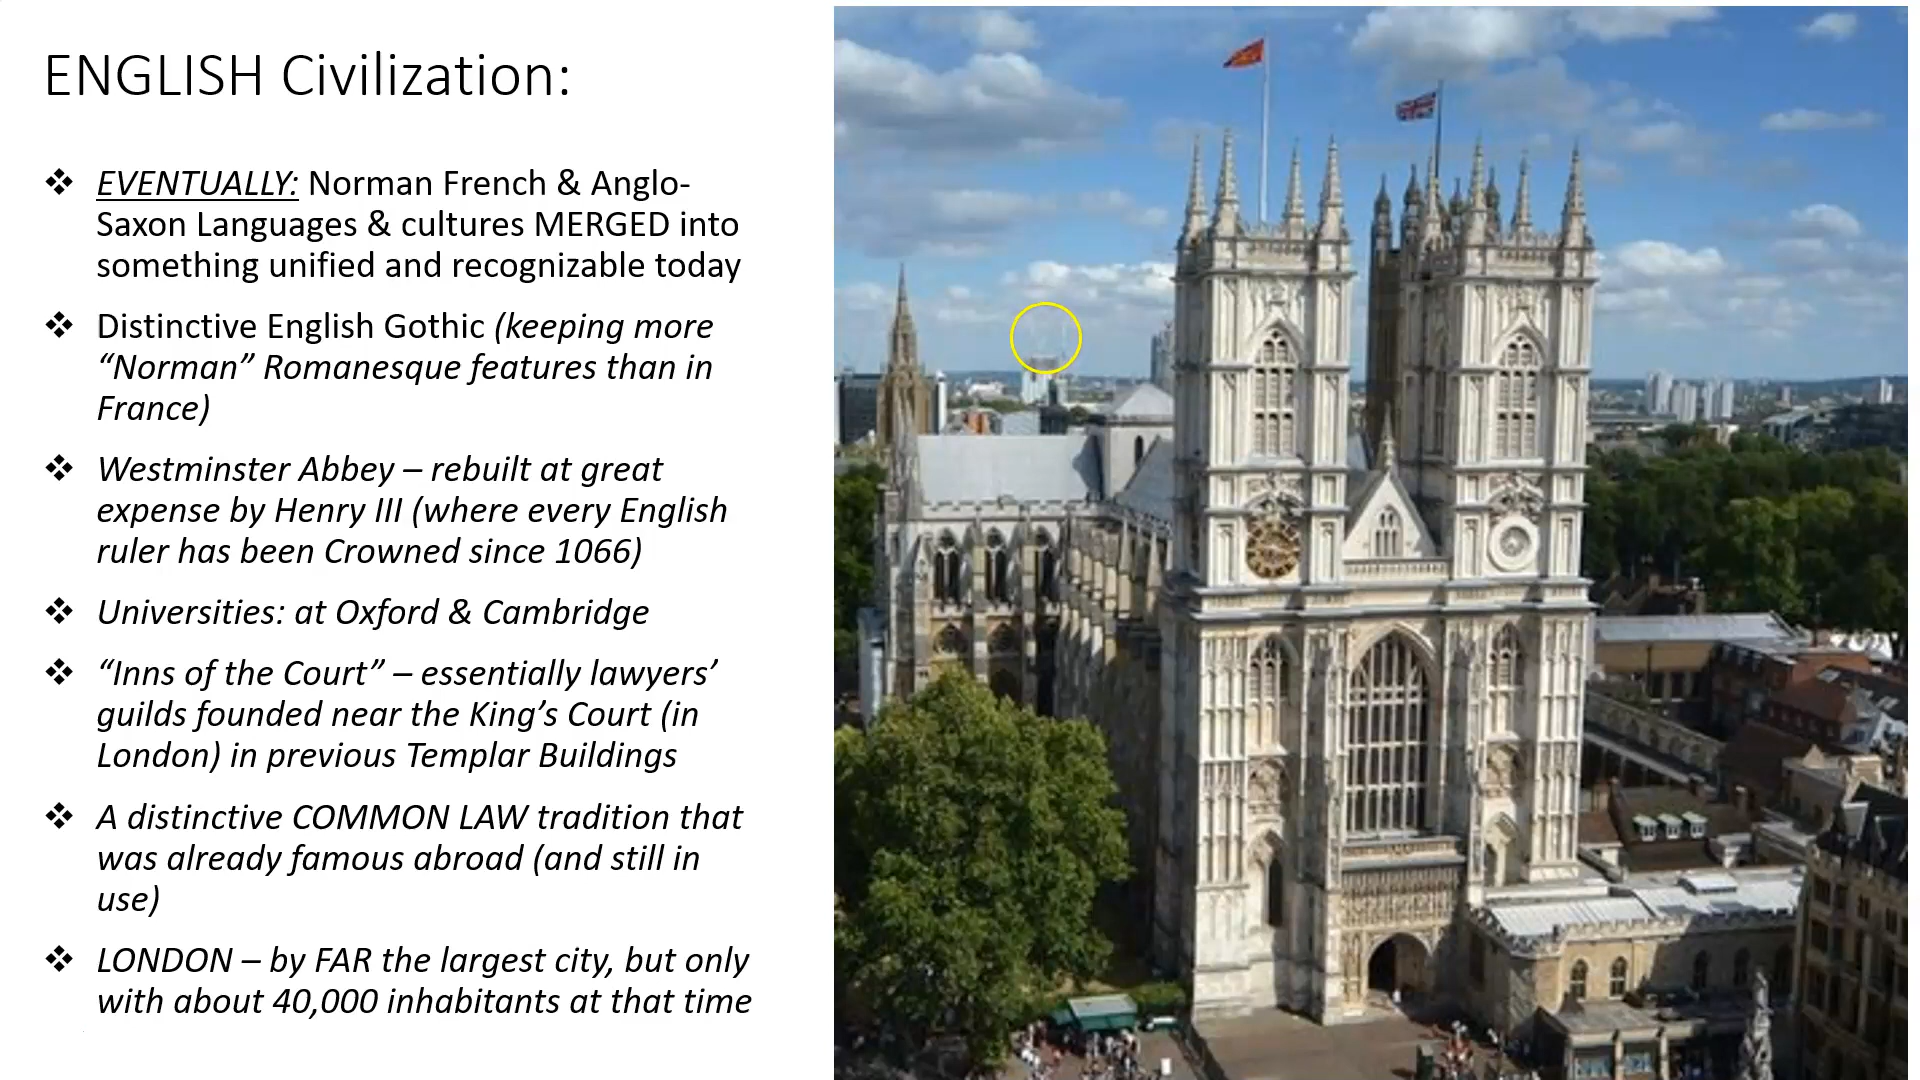 ENGLISH Civilization:
❖ EVENTUALLY: Norman French & Anglo-
Saxon Languages & cultures MERGED into
something unified and recognizable today
❖ Distinctive English Gothic (keeping more
“Norman” Romanesque features than in
France)
❖ Westminster Abbey – rebuilt at great
expense by Henry III (where every English
ruler has been Crowned since 1066)
❖ Universities: at Oxford & Cambridge
❖ “Inns of the Court” – essentially lawyers’
guilds founded near the King’s Court (in
London) in previous Templar Buildings
❖ A distinctive COMMON LAW tradition that
was already famous abroad (and still in
use)
❖ LONDON – by FAR the largest city, but only
with about 40,000 inhabitants at that time